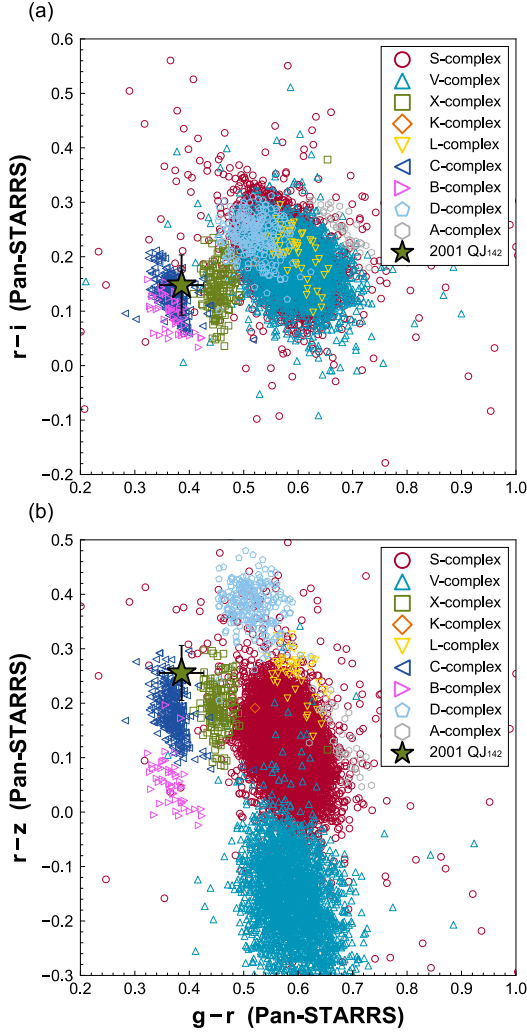 (a)
0.6
0.5
0.4
0.3
0.2
0.1
0.0
−0.1
−0.2
r−i (Pan-STARRS)
S-complex
V-complex
X-complex
K-complex
L-complex
C-complex
B-complex
D-complex
A-complex
2001 QJ₁₄₂
0.2 0.3 0.4 0.5 0.6 0.7 0.8 0.9 1.0
(b)
0.5
0.4
0.3
0.2
0.1
0.0
−0.1
−0.2
−0.3
r−z (Pan-STARRS)
S-complex
V-complex
X-complex
K-complex
L-complex
C-complex
B-complex
D-complex
A-complex
2001 QJ₁₄₂
0.2 0.3 0.4 0.5 0.6 0.7 0.8 0.9 1.0
g−r (Pan-STARRS)